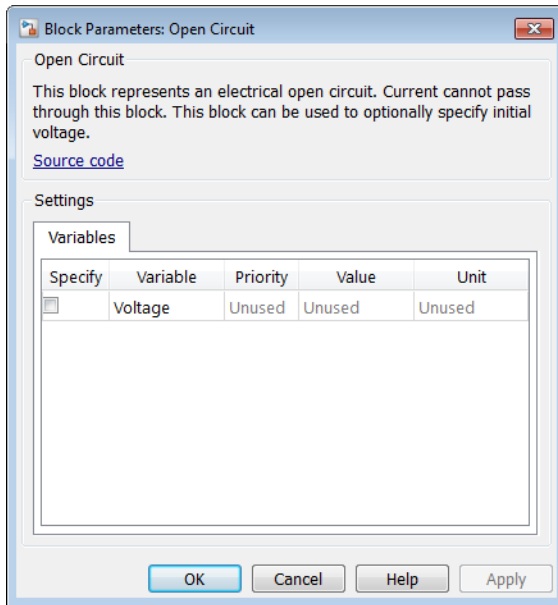 Block Parameters: Open Circuit
Open Circuit
This block represents an electrical open circuit. Current cannot pass
through this block. This block can be used to optionally specify initial
voltage.
Source code
Settings
Variables
Specify Variable Priority Value Unit
Voltage Unused Unused Unused
OK Cancel Help Apply